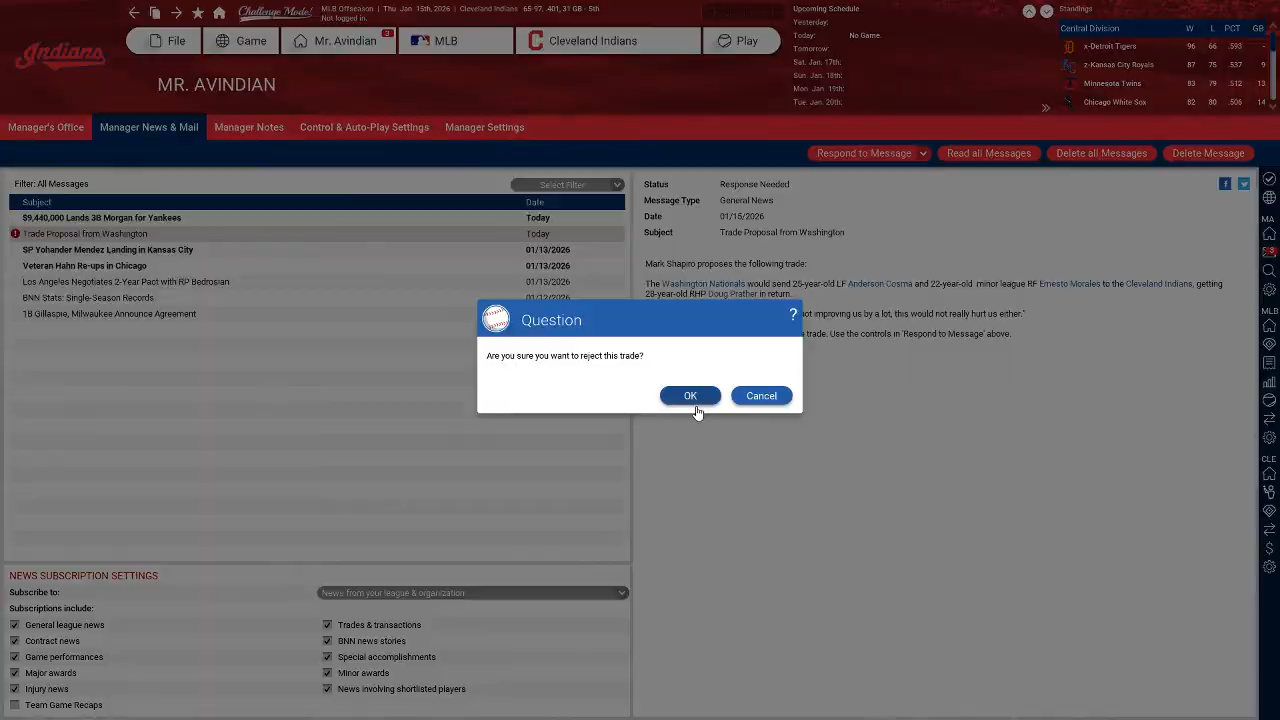 Challenge Mode!
MLB Offseason | Thu. Jan. 15th, 2026 | Cleveland Indians 65-97, .401, 31 GB - 5th
Not logged in.
File
Game
Mr. Avindian
3
MLB
Cleveland Indians
Play
Indians
MR. AVINDIAN
Upcoming Schedule
Yesterday:
Today: No Game.
Tomorrow:
Sat. Jan. 17th:
Sun. Jan. 18th:
Mon. Jan. 19th:
Tue. Jan. 20th:
Standings
Central Division W L PCT GB
x-Detroit Tigers 96 66 .593 -
z-Kansas City Royals 87 75 .537 9
Minnesota Twins 83 79 .512 13
Chicago White Sox 82 80 .506 14
Manager's Office
Manager News & Mail
Manager Notes
Control & Auto-Play Settings
Manager Settings
Respond to Message
Read all Messages
Delete all Messages
Delete Message
Filter: All Messages
Select Filter
Subject Date
$9,440,000 Lands 3B Morgan for Yankees Today
Trade Proposal from Washington Today
SP Yohander Mendez Landing in Kansas City 01/13/2026
Veteran Hahn Re-ups in Chicago 01/13/2026
Los Angeles Negotiates 2-Year Pact with RP Bedrosian 01/13/2026
BNN Stats: Single-Season Records 01/12/2026
1B Gillaspie, Milwaukee Announce Agreement
Status Response Needed
Message Type General News
Date 01/15/2026
Subject Trade Proposal from Washington
Mark Shapiro proposes the following trade:
The Washington Nationals would send 25-year-old LF Anderson Cosma and 22-year-old minor league RF Ernesto Morales to the Cleveland Indians, getting
28-year-old RHP Doug Prather in return.
not improving us by a lot, this would not really hurt us either."
trade. Use the controls in 'Respond to Message' above.
Question
?
Are you sure you want to reject this trade?
OK
Cancel
NEWS SUBSCRIPTION SETTINGS
Subscribe to: News from your league & organization
Subscriptions include:
General league news
Trades & transactions
Contract news
BNN news stories
Game performances
Special accomplishments
Major awards
Minor awards
Injury news
News involving shortlisted players
Team Game Recaps
MA
MLB
CLE